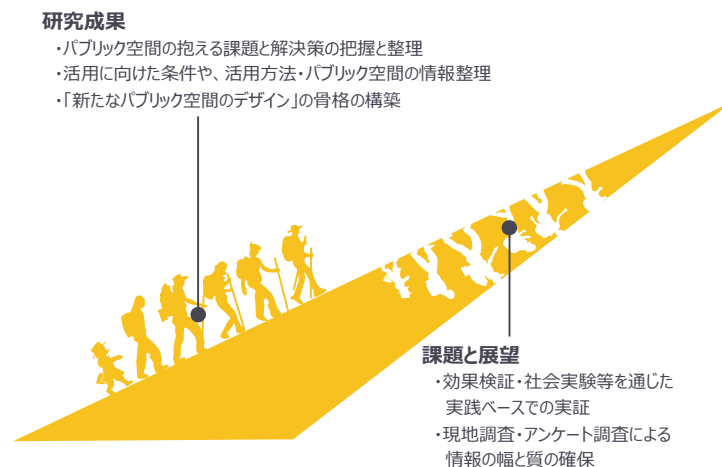 研究成果
・パブリック空間の抱える課題と解決策の把握と整理
・活用に向けた条件や、活用方法・パブリック空間の情報整理
・「新たなパブリック空間のデザイン」の骨格の構築
課題と展望
・効果検証・社会実験等を通じた
実践ベースでの実証
・現地調査・アンケート調査による
情報の幅と質の確保